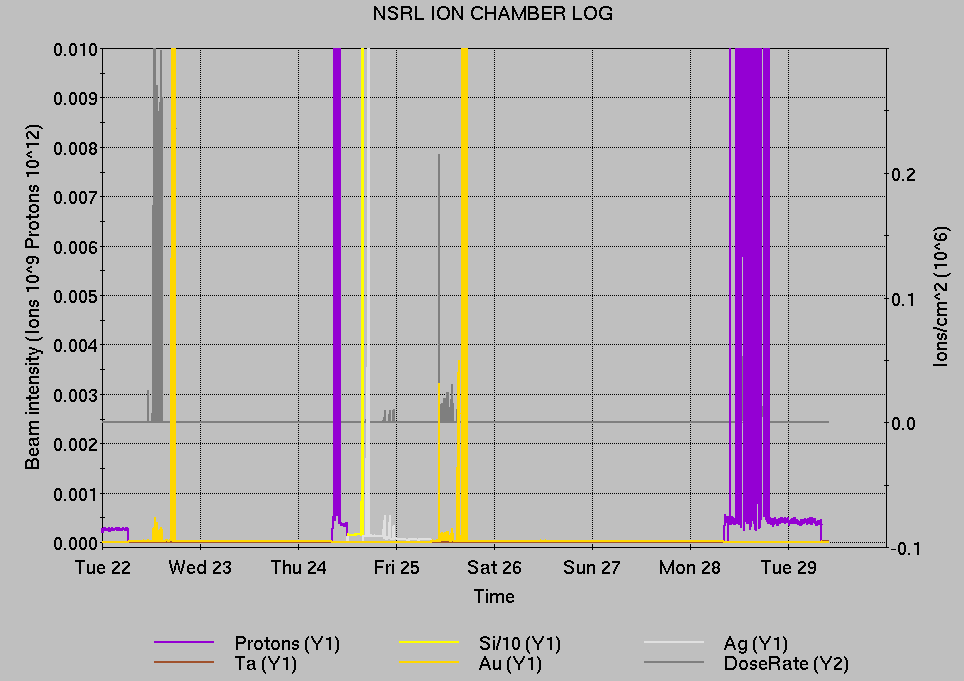 NSRL ION CHAMBER LOG
0.010
0.009
0.008
0.007
0.006
0.005
0.004
0.003
0.002
0.001
0.000
Beam intensity (Ions 10^9 Protons 10^12)
0.2
0.1
0.0
-0.1
Ions/cm^2 (10^6)
Tue 22 Wed 23 Thu 24 Fri 25 Sat 26 Sun 27 Mon 28 Tue 29
Time
Protons (Y1) Si/10 (Y1) Ag (Y1)
Ta (Y1) Au (Y1) DoseRate (Y2)